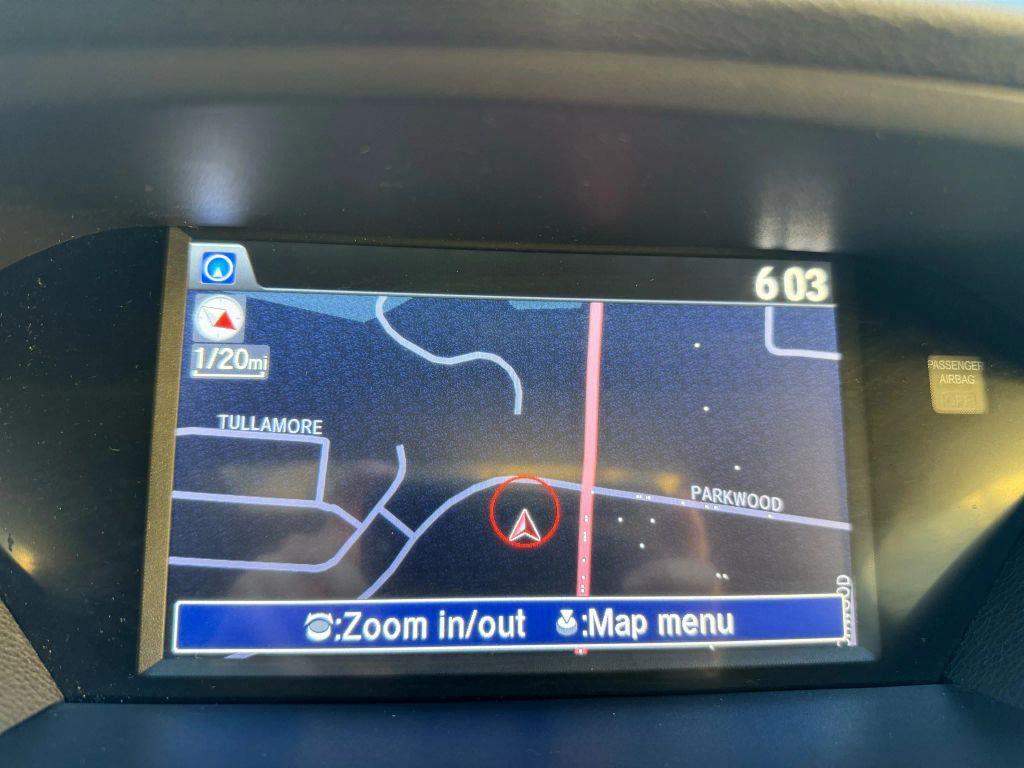 6 03
1/20mi
PASSENGER
AIRBAG
OFF
TULLAMORE
PARKWOOD
:Zoom in/out :Map menu